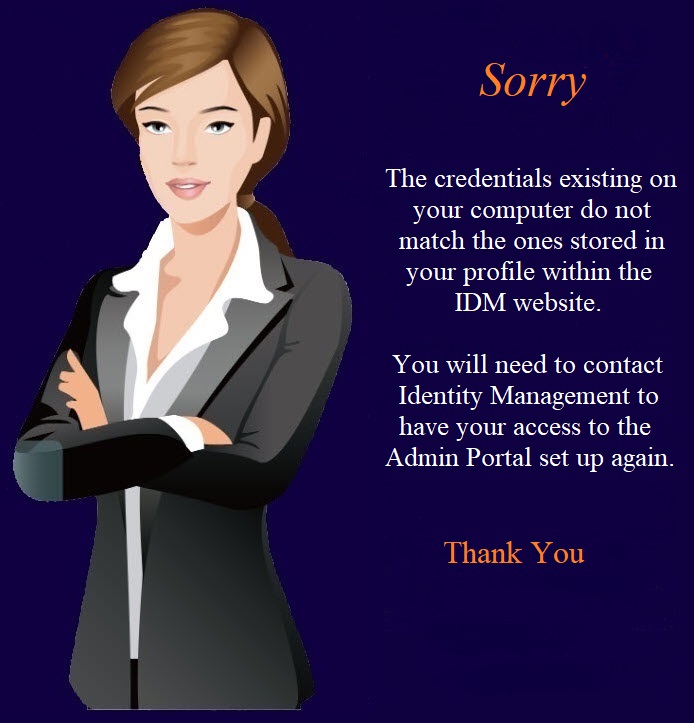 Sorry
The credentials existing on
your computer do not
match the ones stored in
your profile within the
IDM website.
You will need to contact
Identity Management to
have your access to the
Admin Portal set up again.
Thank You